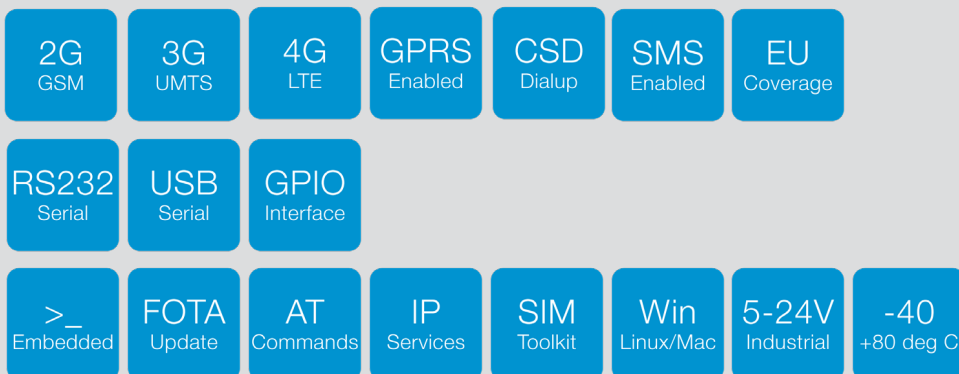 2G
GSM
3G
UMTS
4G
LTE
GPRS
Enabled
CSD
Dialup
SMS
Enabled
EU
Coverage
RS232
Serial
USB
Serial
GPIO
Interface
>_
Embedded
FOTA
Update
AT
Commands
IP
Services
SIM
Toolkit
Win
Linux/Mac
5-24V
Industrial
-40
+80 deg C